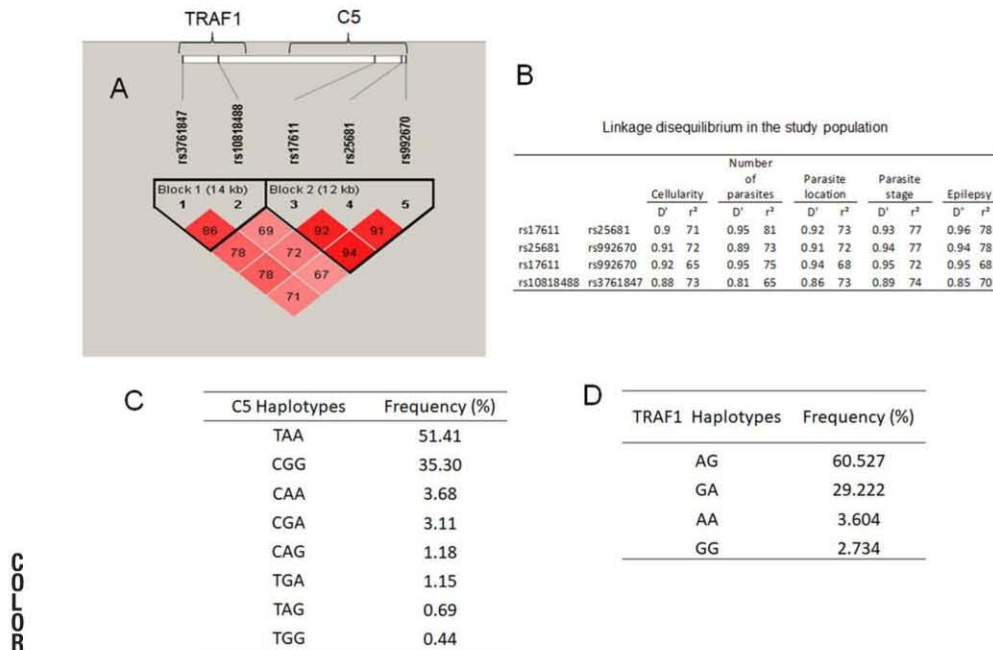 TRAF1 C5
A
rs3761847 rs10818488 rs17611 rs25681 rs992670
Block 1 (14 kb) Block 2 (12 kb)
1 2 3 4 5
86 69 92 91
78 72 94
78 67
71
B
Linkage disequilibrium in the study population
Cellularity Number of parasites Parasite location Parasite stage Epilepsy
D' r² D' r² D' r² D' r² D' r²
rs17611 rs25681 0.9 71 0.95 81 0.92 73 0.93 77 0.96 78
rs25681 rs992670 0.91 72 0.89 73 0.91 72 0.94 77 0.94 78
rs17611 rs992670 0.92 65 0.95 75 0.94 68 0.95 72 0.95 68
rs10818488 rs3761847 0.88 73 0.81 65 0.86 73 0.89 74 0.85 70
C
C5 Haplotypes Frequency (%)
TAA 51.41
CGG 35.30
CAA 3.68
CGA 3.11
CAG 1.18
TGA 1.15
TAG 0.69
TGG 0.44
D
TRAF1 Haplotypes Frequency (%)
AG 60.527
GA 29.222
AA 3.604
GG 2.734
COLOR